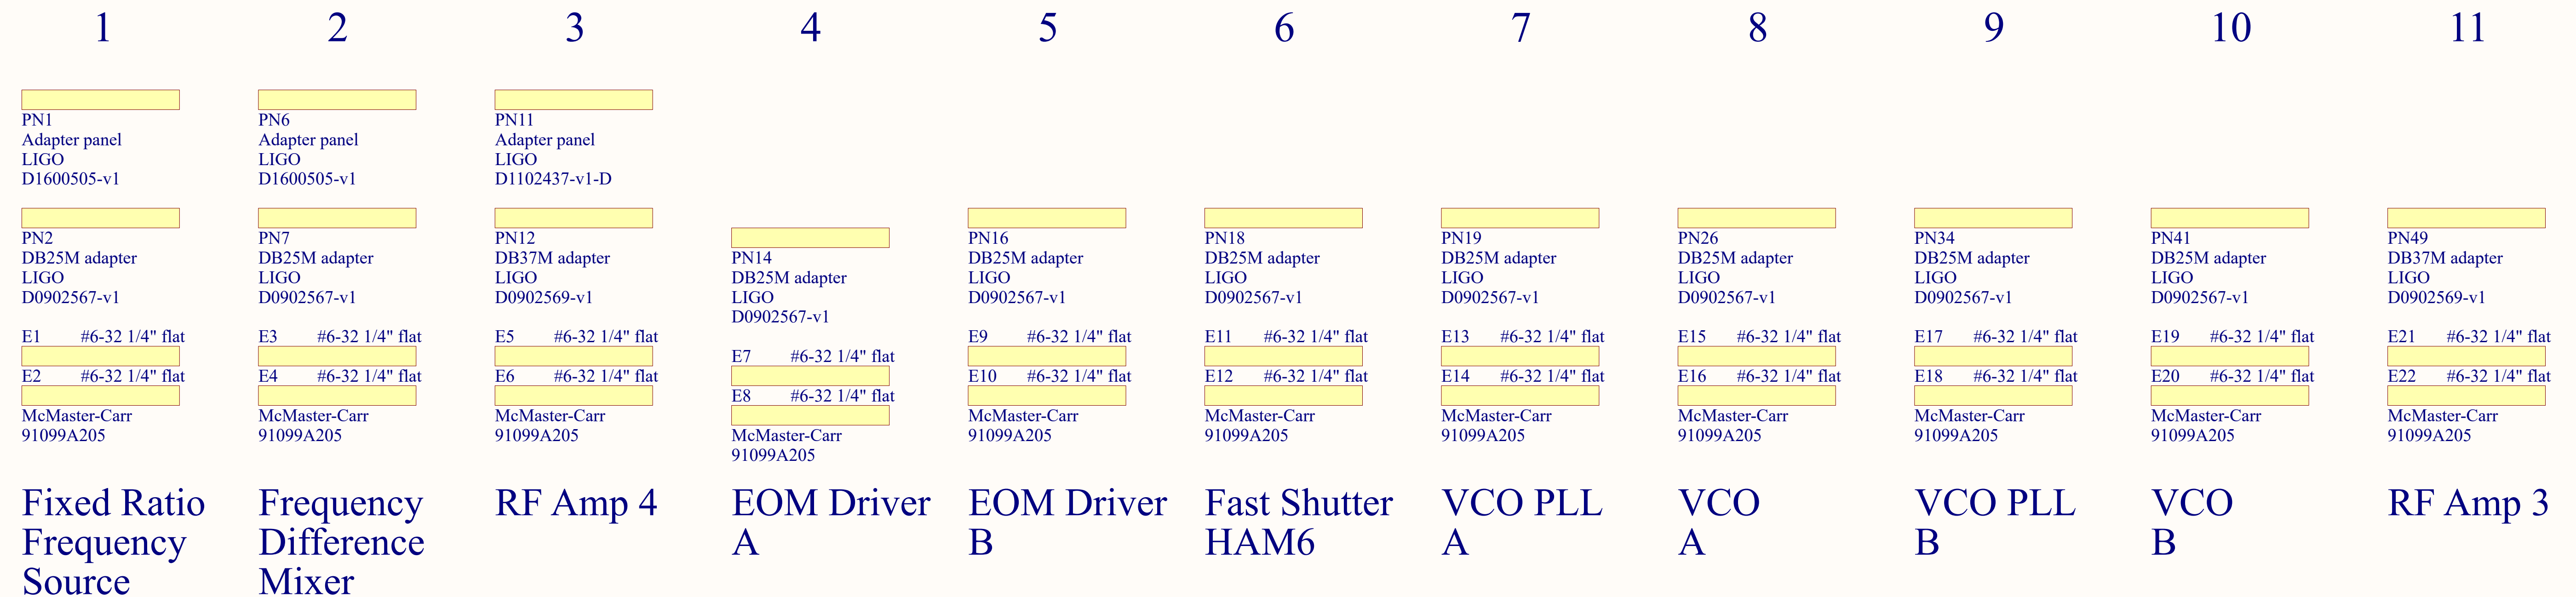 1 2 3 4 5 6 7 8 9 10 11
PN1
Adapter panel
LIGO
D1600505-v1
PN2
DB25M adapter
LIGO
D0902567-v1
E1 #6-32 1/4" flat
E2 #6-32 1/4" flat
McMaster-Carr
91099A205
Fixed Ratio
Frequency
Source
PN6
Adapter panel
LIGO
D1600505-v1
PN7
DB25M adapter
LIGO
D0902567-v1
E3 #6-32 1/4" flat
E4 #6-32 1/4" flat
McMaster-Carr
91099A205
Frequency
Difference
Mixer
PN11
Adapter panel
LIGO
D1102437-v1-D
PN12
DB37M adapter
LIGO
D0902569-v1
E5 #6-32 1/4" flat
E6 #6-32 1/4" flat
McMaster-Carr
91099A205
RF Amp 4
PN14
DB25M adapter
LIGO
D0902567-v1
E7 #6-32 1/4" flat
E8 #6-32 1/4" flat
McMaster-Carr
91099A205
EOM Driver
A
PN16
DB25M adapter
LIGO
D0902567-v1
E9 #6-32 1/4" flat
E10 #6-32 1/4" flat
McMaster-Carr
91099A205
EOM Driver
B
PN18
DB25M adapter
LIGO
D0902567-v1
E11 #6-32 1/4" flat
E12 #6-32 1/4" flat
McMaster-Carr
91099A205
Fast Shutter
HAM6
PN19
DB25M adapter
LIGO
D0902567-v1
E13 #6-32 1/4" flat
E14 #6-32 1/4" flat
McMaster-Carr
91099A205
VCO PLL
A
PN26
DB25M adapter
LIGO
D0902567-v1
E15 #6-32 1/4" flat
E16 #6-32 1/4" flat
McMaster-Carr
91099A205
VCO
A
PN34
DB25M adapter
LIGO
D0902567-v1
E17 #6-32 1/4" flat
E18 #6-32 1/4" flat
McMaster-Carr
91099A205
VCO PLL
B
PN41
DB25M adapter
LIGO
D0902567-v1
E19 #6-32 1/4" flat
E20 #6-32 1/4" flat
McMaster-Carr
91099A205
VCO
B
PN49
DB37M adapter
LIGO
D0902569-v1
E21 #6-32 1/4" flat
E22 #6-32 1/4" flat
McMaster-Carr
91099A205
RF Amp 3